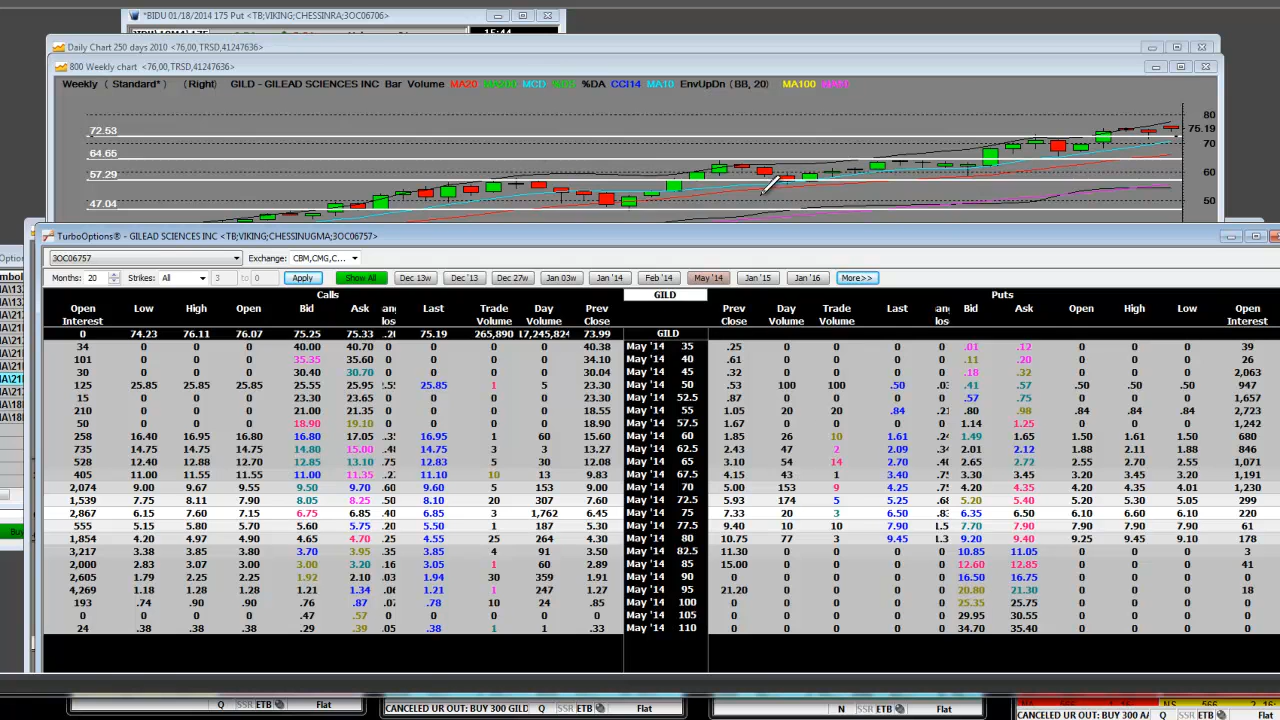 *BIDU 01/18/2014 175 Put <TB;VIKING;CHESSINRA;3OC06706>
15:44
Daily Chart 250 days 2010 <76,00,TRSD,41247636>
800 Weekly chart <76,00,TRSD,41247636>
Weekly ( Standard* ) (Right) GILD - GILEAD SCIENCES INC Bar Volume MA20 MCD %DA CCI14 MA10 EnvUpDn (BB, 20) MA100
80
75.19
70
60
50
72.53
64.65
57.29
47.04
TurboOptions® - GILEAD SCIENCES INC <TB;VIKING;CHESSINUGMA;3OC06757>
3OC06757 Exchange: CBM,CMG,C...
Months: 20 Strikes: All 3 to 0 Apply Show All Dec 13w Dec '13 Dec 27w Jan 03w Jan '14 Feb '14 May '14 Jan '15 Jan '16 More>>
Calls GILD Puts
Open Interest Low High Open Bid Ask Last Trade Volume Day Volume Prev Close Prev Close Day Volume Trade Volume Last Bid Ask Open High Low Open Interest
0 74.23 76.11 76.07 75.25 75.33 .20 75.19 265,890 17,245,824 73.99 GILD
34 0 0 0 40.00 40.70 0 0 0 0 40.38 May '14 35 .25 0 0 0 0 .01 .12 0 0 0 39
101 0 0 0 35.35 35.60 0 0 0 0 34.10 May '14 40 .61 0 0 0 0 .11 .20 0 0 0 26
30 0 0 0 30.40 30.70 0 0 0 0 30.04 May '14 45 .32 0 0 0 0 .18 .32 0 0 0 2,063
125 25.85 25.85 25.85 25.55 25.95 2.55 25.85 1 5 23.30 May '14 50 .53 100 100 .50 .03 .41 .57 .50 .50 .50 947
15 0 0 0 23.30 23.65 0 0 0 0 23.30 May '14 52.5 .87 0 0 0 0 .57 .75 0 0 0 1,657
210 0 0 0 21.00 21.35 0 0 0 0 18.55 May '14 55 1.05 20 20 .84 .21 .80 .98 .84 .84 .84 2,723
50 0 0 0 18.90 19.10 0 0 0 0 18.30 May '14 57.5 1.67 0 0 0 0 1.14 1.25 0 0 0 1,242
258 16.40 16.95 16.80 16.80 17.05 16.95 1 60 15.60 May '14 60 1.85 26 10 1.61 .24 1.49 1.65 1.50 1.61 1.50 680
735 14.75 14.75 14.75 14.80 15.00 14.75 3 3 13.27 May '14 62.5 2.43 47 2 2.09 .34 2.01 2.12 1.88 2.11 1.88 446
528 12.40 12.88 12.70 12.85 13.10 12.83 5 30 12.08 May '14 65 3.10 54 14 2.70 .40 2.65 2.72 2.55 2.70 2.55 1,071
405 11.00 11.55 11.55 11.00 11.35 11.10 10 20 9.83 May '14 67.5 4.15 43 1 3.40 3.30 3.45 3.20 3.45 3.20 1,191
2,074 9.00 9.67 9.55 9.50 9.70 .60 9.60 5 153 9.00 May '14 70 5.00 153 9 4.25 4.20 4.35 4.05 4.25 4.05 1,230
1,539 7.75 8.11 7.90 8.05 8.25 .50 8.10 20 307 7.60 May '14 72.5 5.93 174 5 5.25 .68 5.20 5.40 5.20 5.30 5.05 299
2,867 6.15 7.60 7.15 6.75 6.85 .40 6.85 3 1,762 6.45 May '14 75 7.33 20 3 6.50 .83 6.35 6.50 6.10 6.50 6.10 220
555 5.15 5.80 5.70 5.60 5.75 .20 5.50 1 187 5.30 May '14 77.5 9.40 10 10 7.90 1.5 7.70 7.90 7.90 7.90 7.90 61
1,854 4.20 4.97 4.90 4.65 4.70 .25 4.55 25 264 4.30 May '14 80 10.75 77 3 9.45 1.3 9.20 9.40 9.25 9.45 9.10 178
3,217 3.38 3.85 3.80 3.70 3.95 .35 3.85 4 91 3.50 May '14 82.5 11.30 0 0 0 0 10.85 11.05 0 0 0 3
2,000 2.83 3.07 3.00 3.00 3.20 3.05 1 60 2.89 May '14 85 15.00 0 0 0 0 12.60 12.85 0 0 0 41
2,605 1.79 2.25 2.25 1.92 2.10 1.94 30 359 1.91 May '14 90 0 0 0 0 0 16.50 16.75 0 0 0 0
4,269 1.18 1.28 1.28 1.21 1.34 1.21 1 247 1.27 May '14 95 21.20 0 0 0 0 20.80 21.30 0 0 0 18
193 .74 .90 .90 .76 .87 .78 10 24 .85 May '14 100 0 0 0 0 0 25.35 25.75 0 0 0 0
0 0 0 0 .47 .57 0 0 0 0 0 May '14 105 0 0 0 0 0 29.95 30.55 0 0 0 0
24 .38 .38 .38 .29 .39 .05 .38 1 1 .33 May '14 110 0 0 0 0 0 34.70 35.40 0 0 0 0
Q SSR ETB Flat
CANCELED UR OUT: BUY 300 GILD Q SSR ETB Flat
N SSR ETB Flat
CANCELED UR OUT: BUY 300 A/ Q SSR ETB Flat